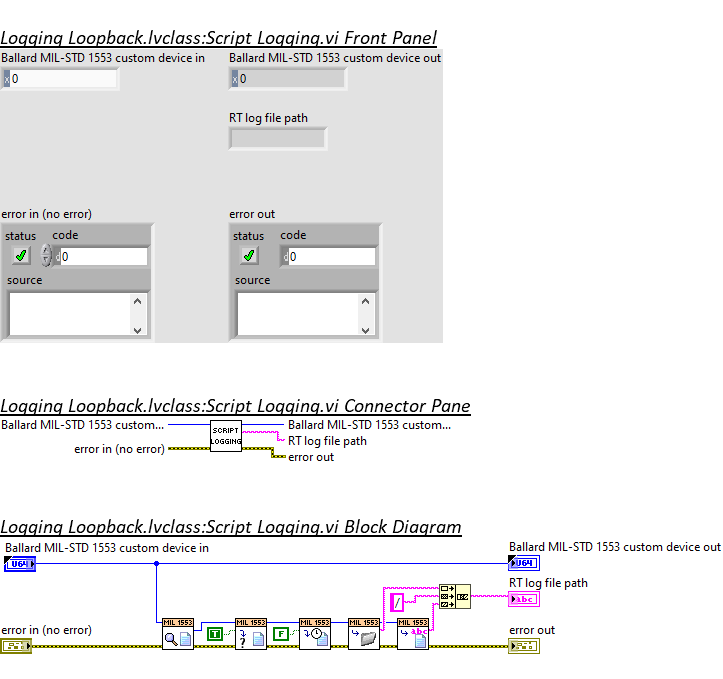 Logging Loopback.lvclass:Script Logging.vi Front Panel
Ballard MIL-STD 1553 custom device in
Ballard MIL-STD 1553 custom device out
x 0
x 0
RT log file path
error in (no error)
error out
status code
status code
d 0
d 0
source
source
Logging Loopback.lvclass:Script Logging.vi Connector Pane
Ballard MIL-STD 1553 custom...
Ballard MIL-STD 1553 custom...
SCRIPT
LOGGING
RT log file path
error in (no error)
error out
Logging Loopback.lvclass:Script Logging.vi Block Diagram
Ballard MIL-STD 1553 custom device in
Ballard MIL-STD 1553 custom device out
U64
U64
RT log file path
/
abc
MIL 1553
MIL 1553
MIL 1553
MIL 1553
MIL 1553
error in (no error)
T
?
F
abc
error out